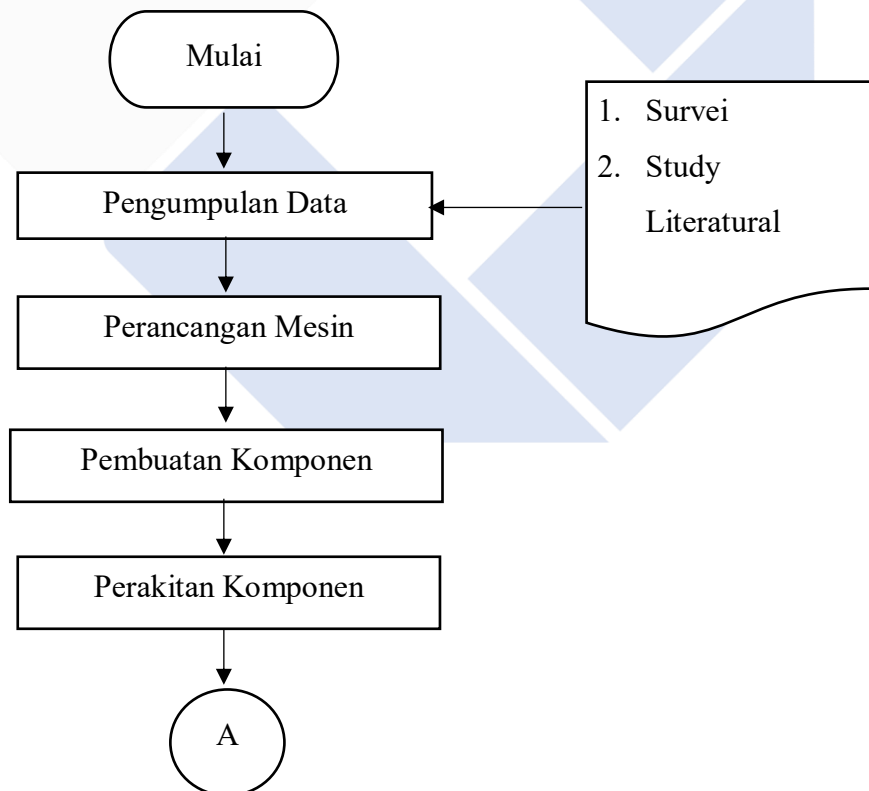 Mulai
1. Survei
2. Study
Literatural
Pengumpulan Data
Perancangan Mesin
Pembuatan Komponen
Perakitan Komponen
A